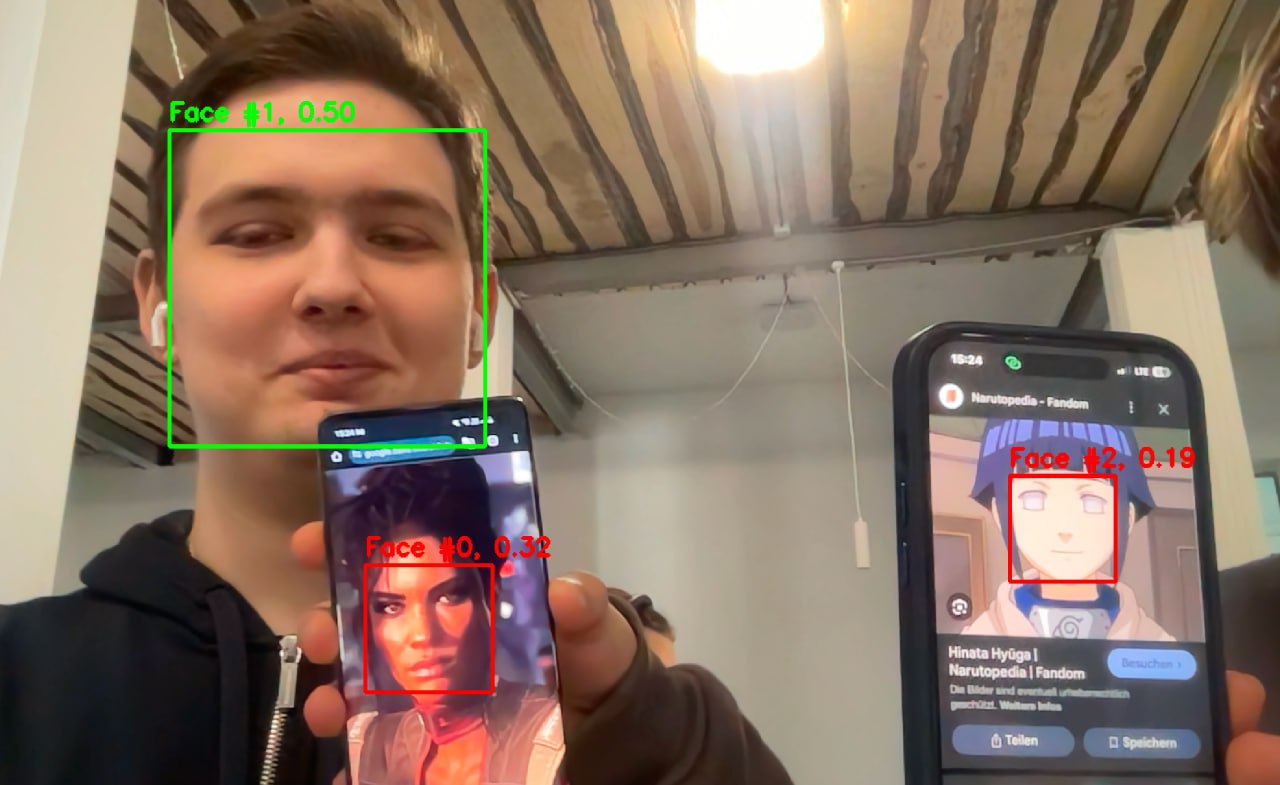 Face #1, 0.50
15:24
LTE
Narutopedia - Fandom
Face #2, 0.19
Face #0, 0.32
Hinata Hyūga |
Narutopedia | Fandom
Besuchen >
Die Bilder sind eventuell urheberrechtlich
geschützt. Weitere Infos
Teilen
Speichern